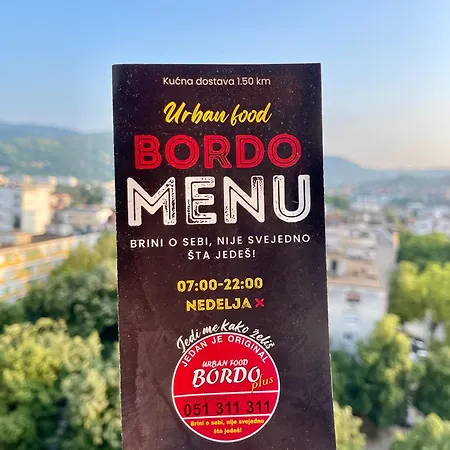 Kućna dostava 1.50 km
Urban food
BORDO
MENU
BRINI O SEBI, NIJE SVEJEDNO
ŠTA JEDEŠ!
07:00-22:00
NEDELJA ×
Jedi me kako želiš
JEDAN JE ORIGINAL
URBAN FOOD
BORDO
plus
051 311 311
Brini o sebi, nije svejedno
šta jedeš!